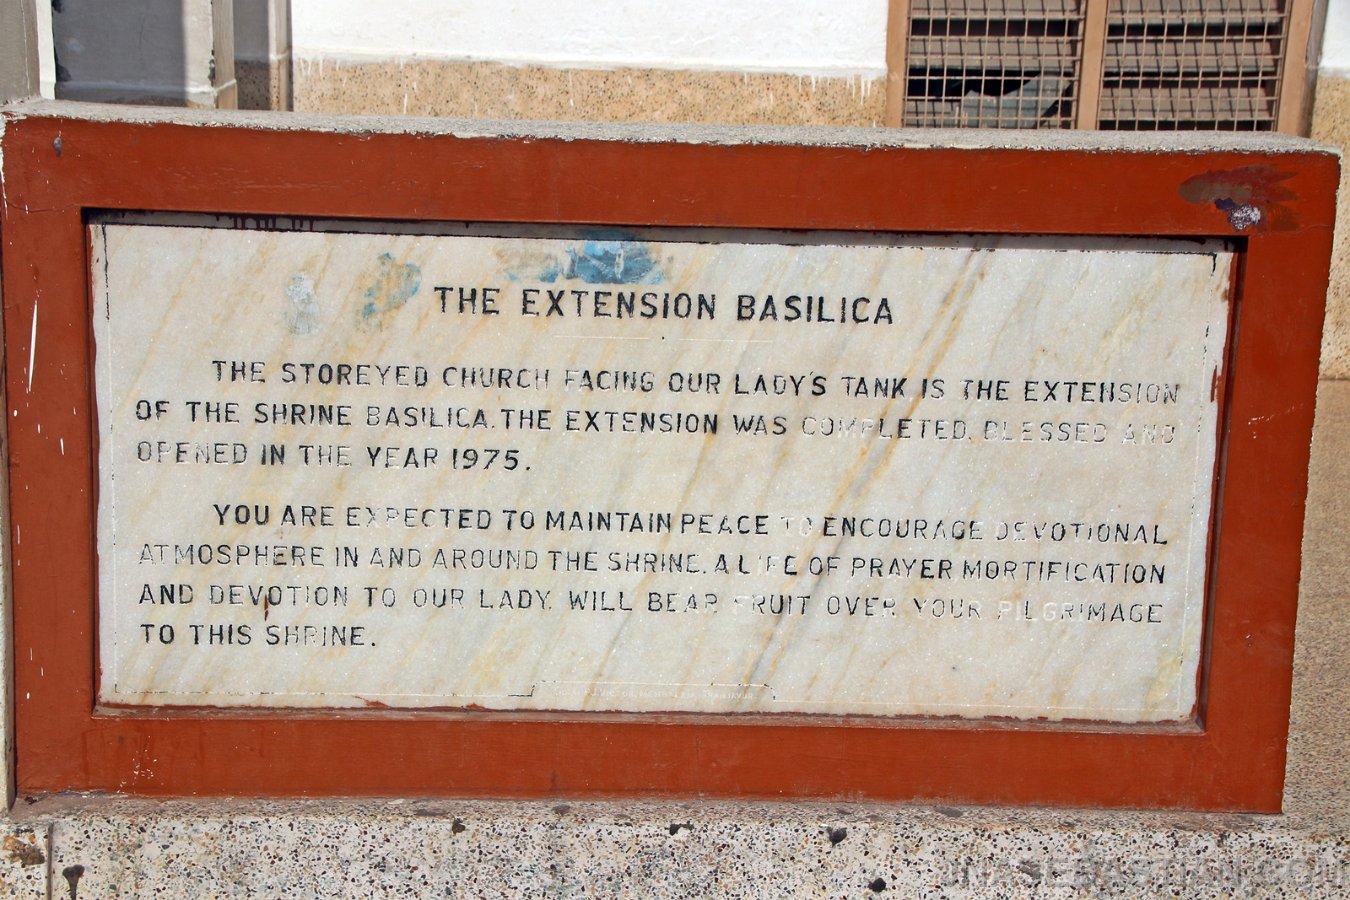 THE EXTENSION BASILICA
THE STOREYED CHURCH FACING OUR LADY'S TANK IS THE EXTENSION
OF THE SHRINE BASILICA. THE EXTENSION WAS COMPLETED, BLESSED AND
OPENED IN THE YEAR 1975.
YOU ARE EXPECTED TO MAINTAIN PEACE TO ENCOURAGE DEVOTIONAL
ATMOSPHERE IN AND AROUND THE SHRINE. A LIFE OF PRAYER MORTIFICATION
AND DEVOTION TO OUR LADY. WILL BEAR FRUIT OVER YOUR PILGRIMAGE
TO THIS SHRINE.
JINASEBASTIAN.COM